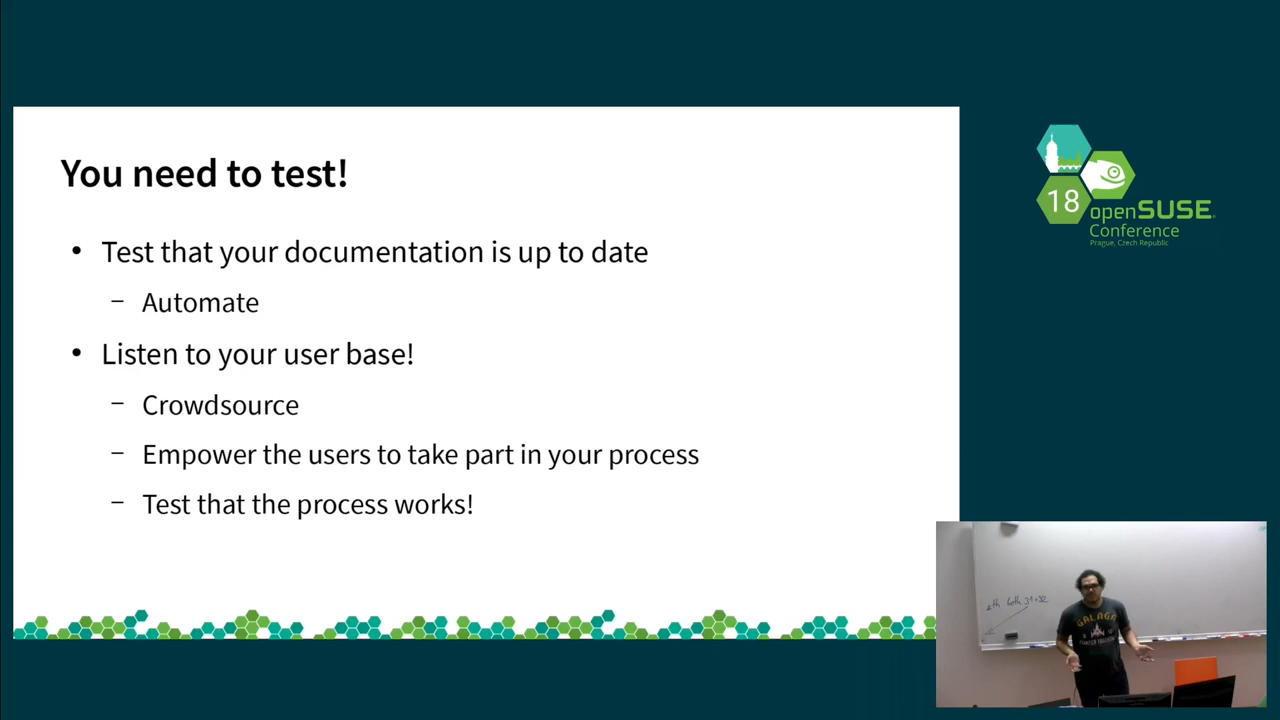 You need to test!
• Test that your documentation is up to date
– Automate
• Listen to your user base!
– Crowdsource
– Empower the users to take part in your process
– Test that the process works!
18
openSUSE
Conference
Prague, Czech Republic
GALAGA